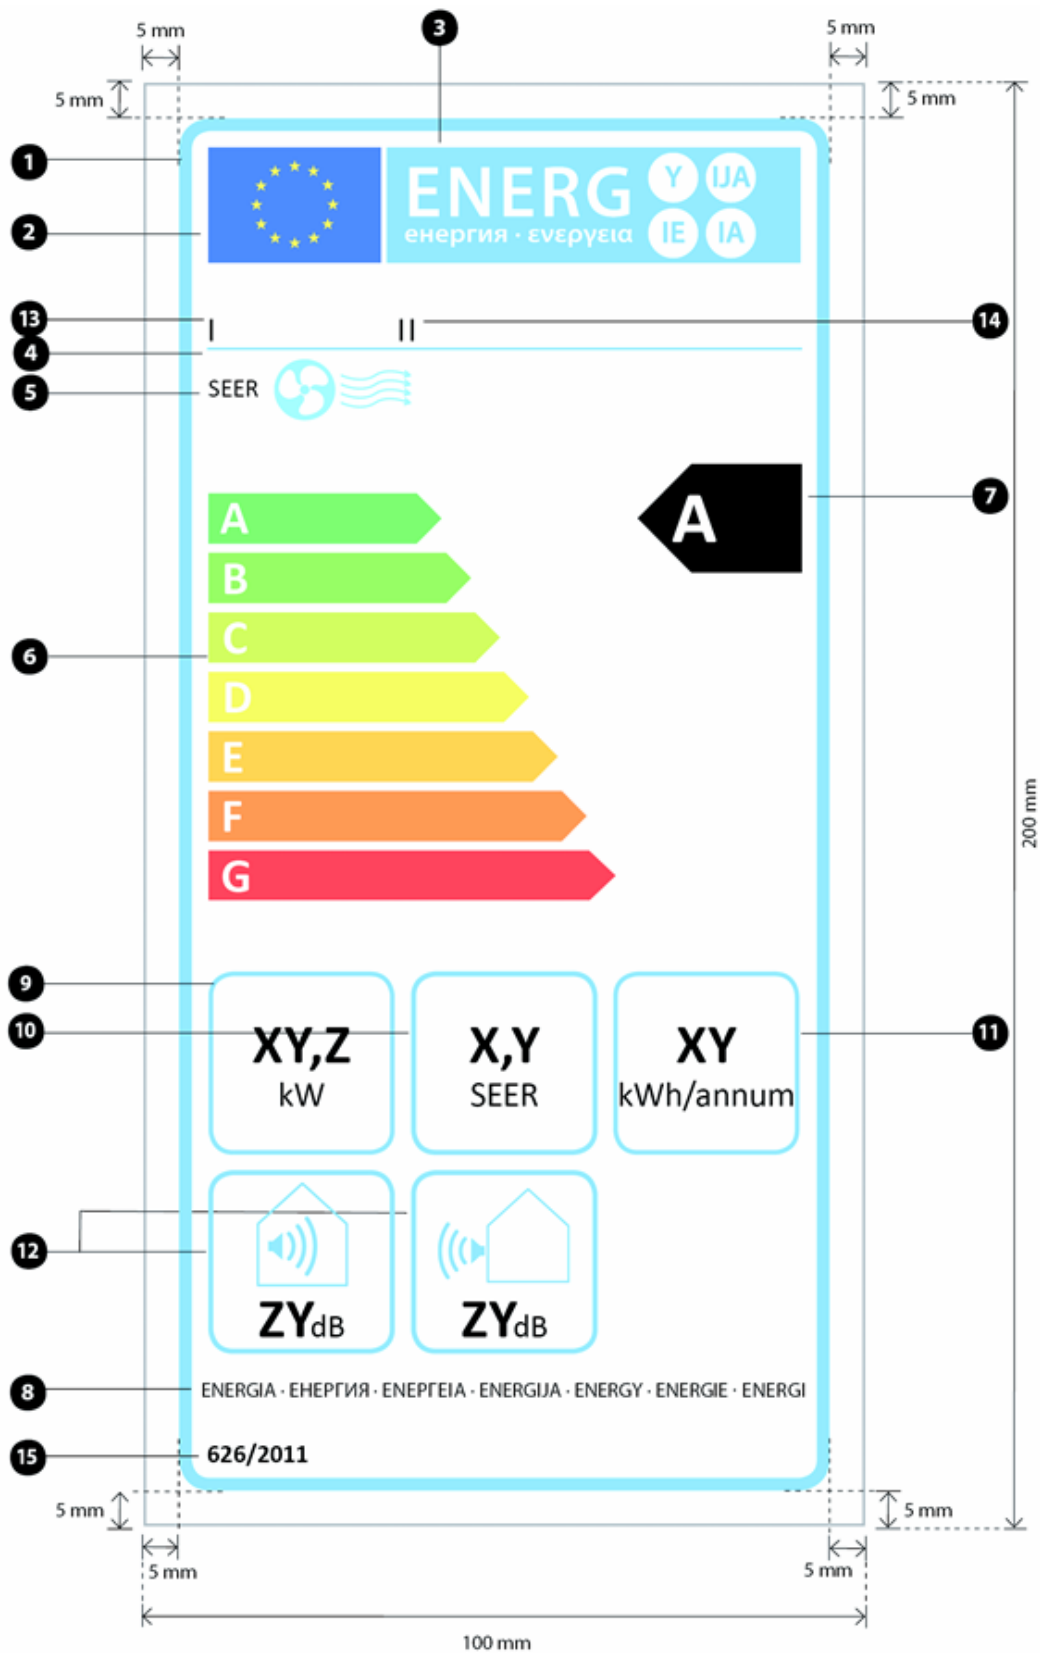 3
5 mm
5 mm
5 mm
5 mm
1
ENERG Y IJA
енергия · ενεργεια IE IA
2
13
I
II
14
4
5
SEER
7
A
A
B
C
6
D
E
F
G
200 mm
9
10
XY,Z
kW
X,Y
SEER
XY
kWh/annum
11
12
ZYdB
ZYdB
8
ENERGIA · ЕНЕРГИЯ · ΕΝΕΡΓΕΙΑ · ENERGIJA · ENERGY · ENERGIE · ENERGI
15
626/2011
5 mm
5 mm
5 mm
5 mm
100 mm